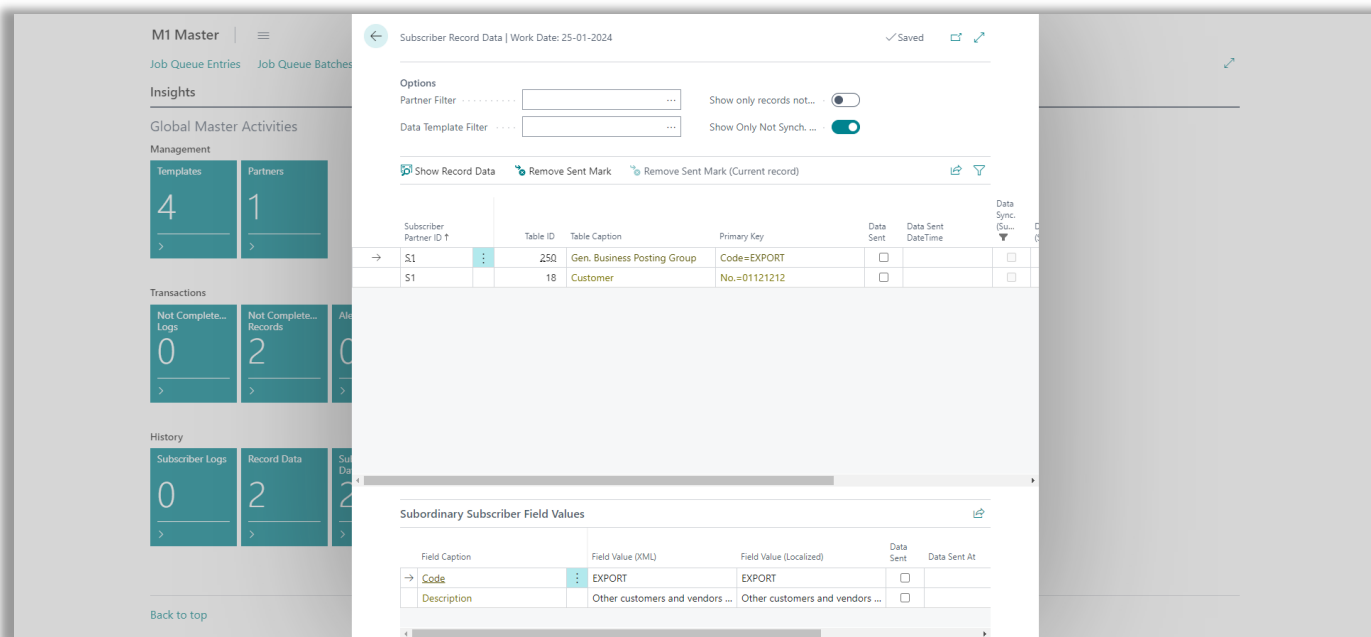 M1 Master
Job Queue Entries Job Queue Batches
Insights
Global Master Activities
Management
Templates
4
Partners
1
Transactions
Not Complete... Logs
0
Not Complete... Records
2
Ale
0
History
Subscriber Logs
0
Record Data
2
Su
Da
2
Back to top
Subscriber Record Data | Work Date: 25-01-2024
Saved
Options
Partner Filter
Show only records not...
Data Template Filter
Show Only Not Synch. ...
Show Record Data Remove Sent Mark Remove Sent Mark (Current record)
Subscriber Partner ID ↑ Table ID Table Caption Primary Key Data Sent Data Sent DateTime Data Sync. (Su...
S1 250 Gen. Business Posting Group Code=EXPORT
S1 18 Customer No.=01121212
Subordinary Subscriber Field Values
Field Caption Field Value (XML) Field Value (Localized) Data Sent Data Sent At
Code EXPORT EXPORT
Description Other customers and vendors ... Other customers and vendors ...